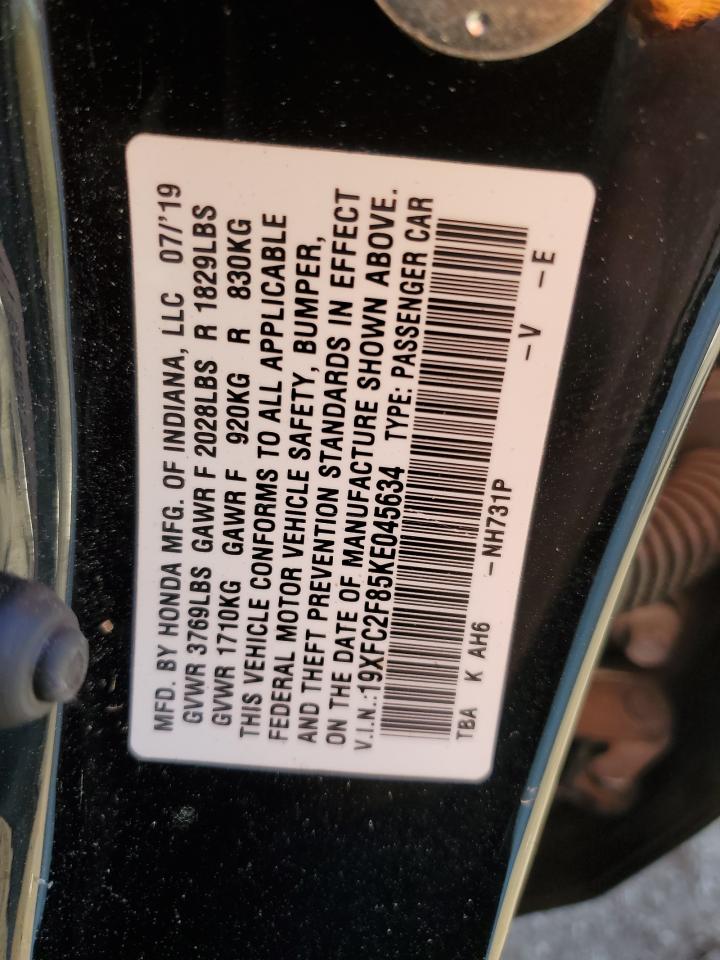 MFD. BY HONDA MFG. OF INDIANA, LLC 07/'19
GVWR 3769LBS GAWR F 2028LBS R 1829LBS
GVWR 1710KG GAWR F 920KG R 830KG
THIS VEHICLE CONFORMS TO ALL APPLICABLE
FEDERAL MOTOR VEHICLE SAFETY, BUMPER,
AND THEFT PREVENTION STANDARDS IN EFFECT
ON THE DATE OF MANUFACTURE SHOWN ABOVE.
V.I.N.:19XFC2F85KE045634 TYPE: PASSENGER CAR
TBA K AH6 -NH731P -V -E